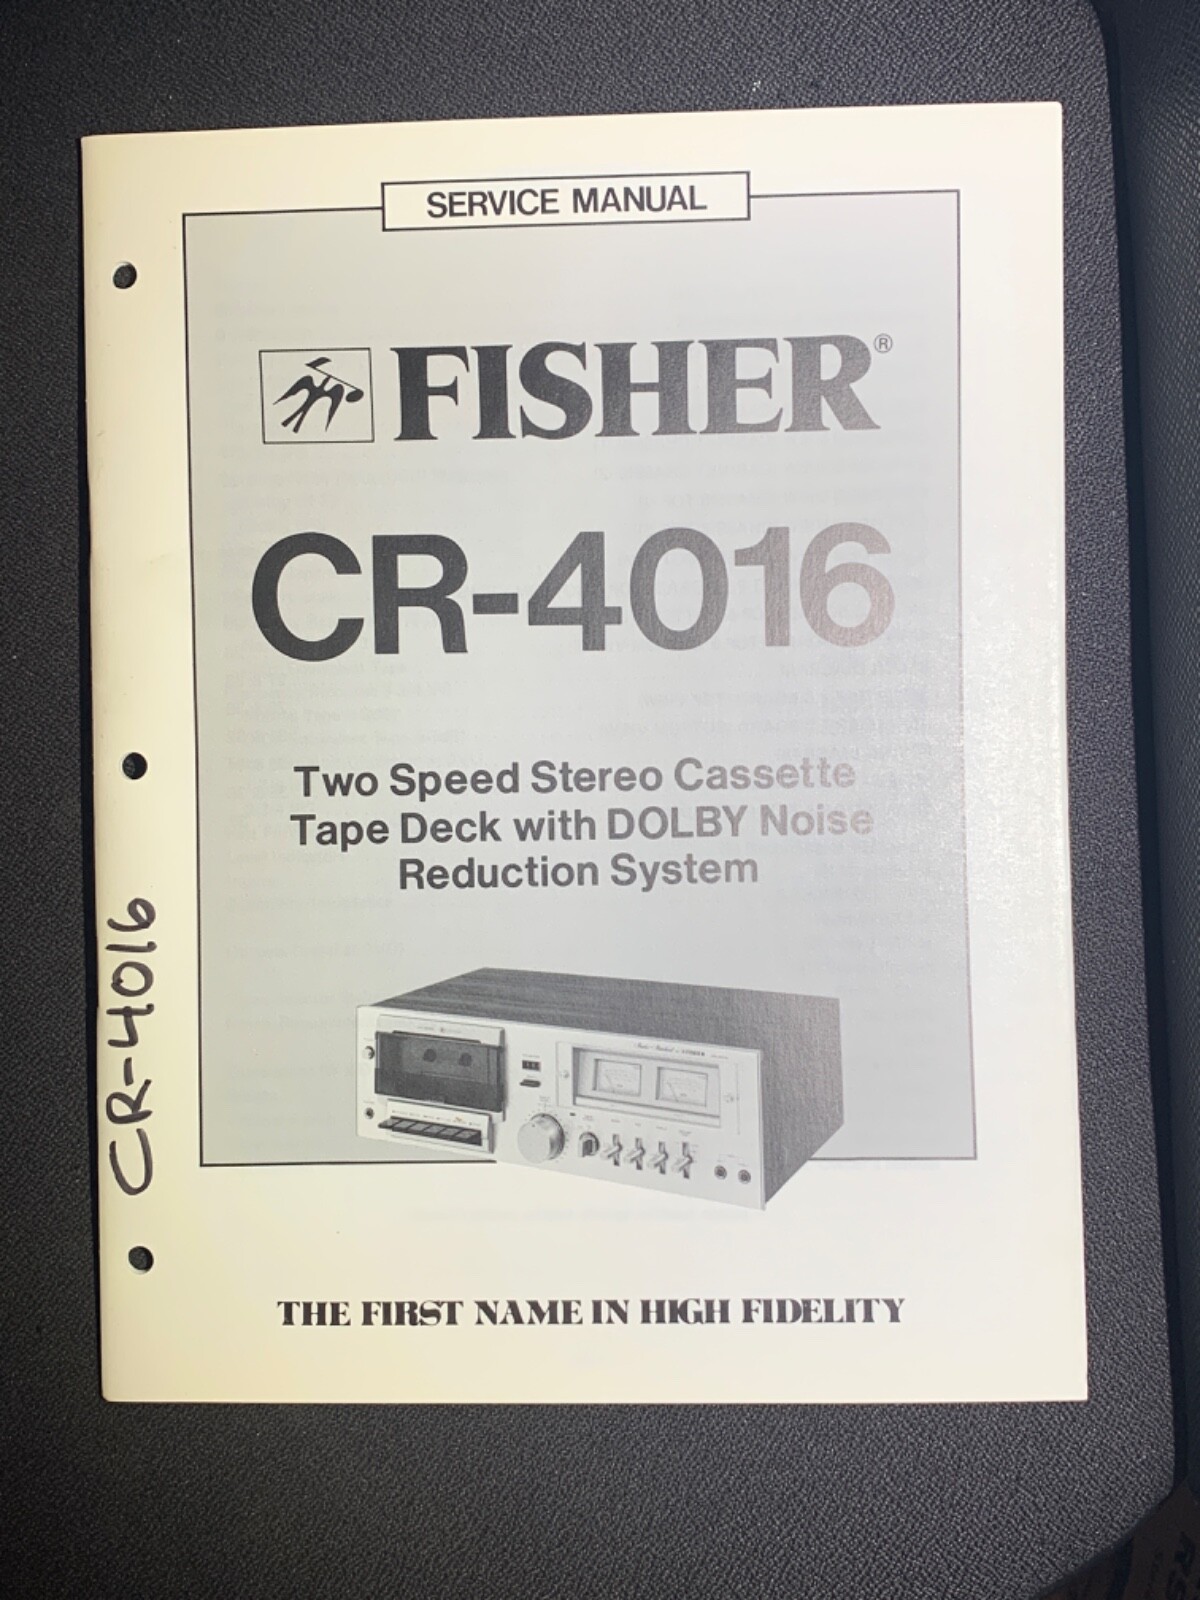 SERVICE MANUAL
FISHER®
CR-4016
Two Speed Stereo Cassette
Tape Deck with DOLBY Noise
Reduction System
CR-4016
THE FIRST NAME IN HIGH FIDELITY